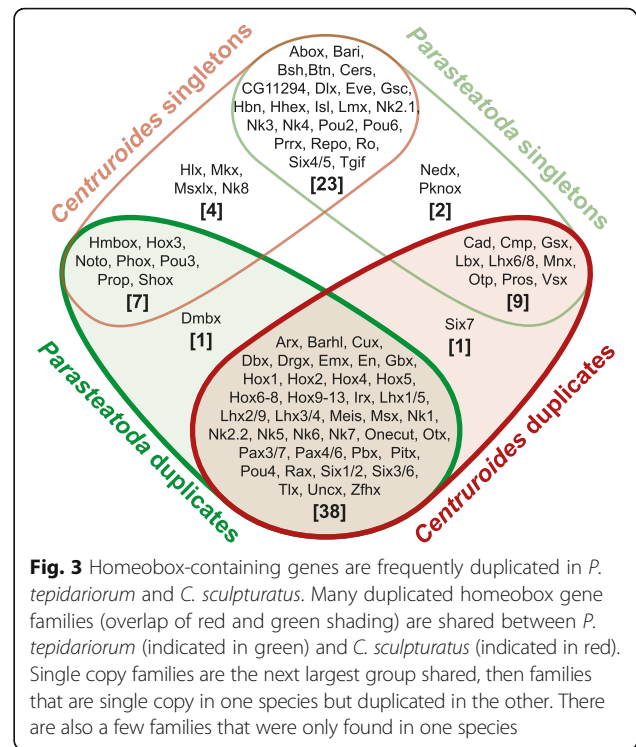 Centruroides singletons
Parasteatoda singletons
Abox, Bari,
Bsh,Btn, Cers,
CG11294, Dlx, Eve, Gsc,
Hbn, Hhex, Isl, Lmx, Nk2.1,
Nk3, Nk4, Pou2, Pou6,
Prrx, Repo, Ro,
Six4/5, Tgif
[23]
Hlx, Mkx,
Msxlx, Nk8
[4]
Nedx,
Pknox
[2]
Hmbox, Hox3,
Noto, Phox, Pou3,
Prop, Shox
[7]
Cad, Cmp, Gsx,
Lbx, Lhx6/8, Mnx,
Otp, Pros, Vsx
[9]
Dmbx
[1]
Six7
[1]
Arx, Barhl, Cux,
Dbx, Drgx, Emx, En, Gbx,
Hox1, Hox2, Hox4, Hox5,
Hox6-8, Hox9-13, Irx, Lhx1/5,
Lhx2/9, Lhx3/4, Meis, Msx, Nk1,
Nk2.2, Nk5, Nk6, Nk7, Onecut, Otx,
Pax3/7, Pax4/6, Pbx, Pitx,
Pou4, Rax, Six1/2, Six3/6,
Tlx, Uncx, Zfhx
[38]
Parasteatoda duplicates
Centruroides duplicates
Fig. 3 Homeobox-containing genes are frequently duplicated in P.
tepidariorum and C. sculpturatus. Many duplicated homeobox gene
families (overlap of red and green shading) are shared between P.
tepidariorum (indicated in green) and C. sculpturatus (indicated in red).
Single copy families are the next largest group shared, then families
that are single copy in one species but duplicated in the other. There
are also a few families that were only found in one species